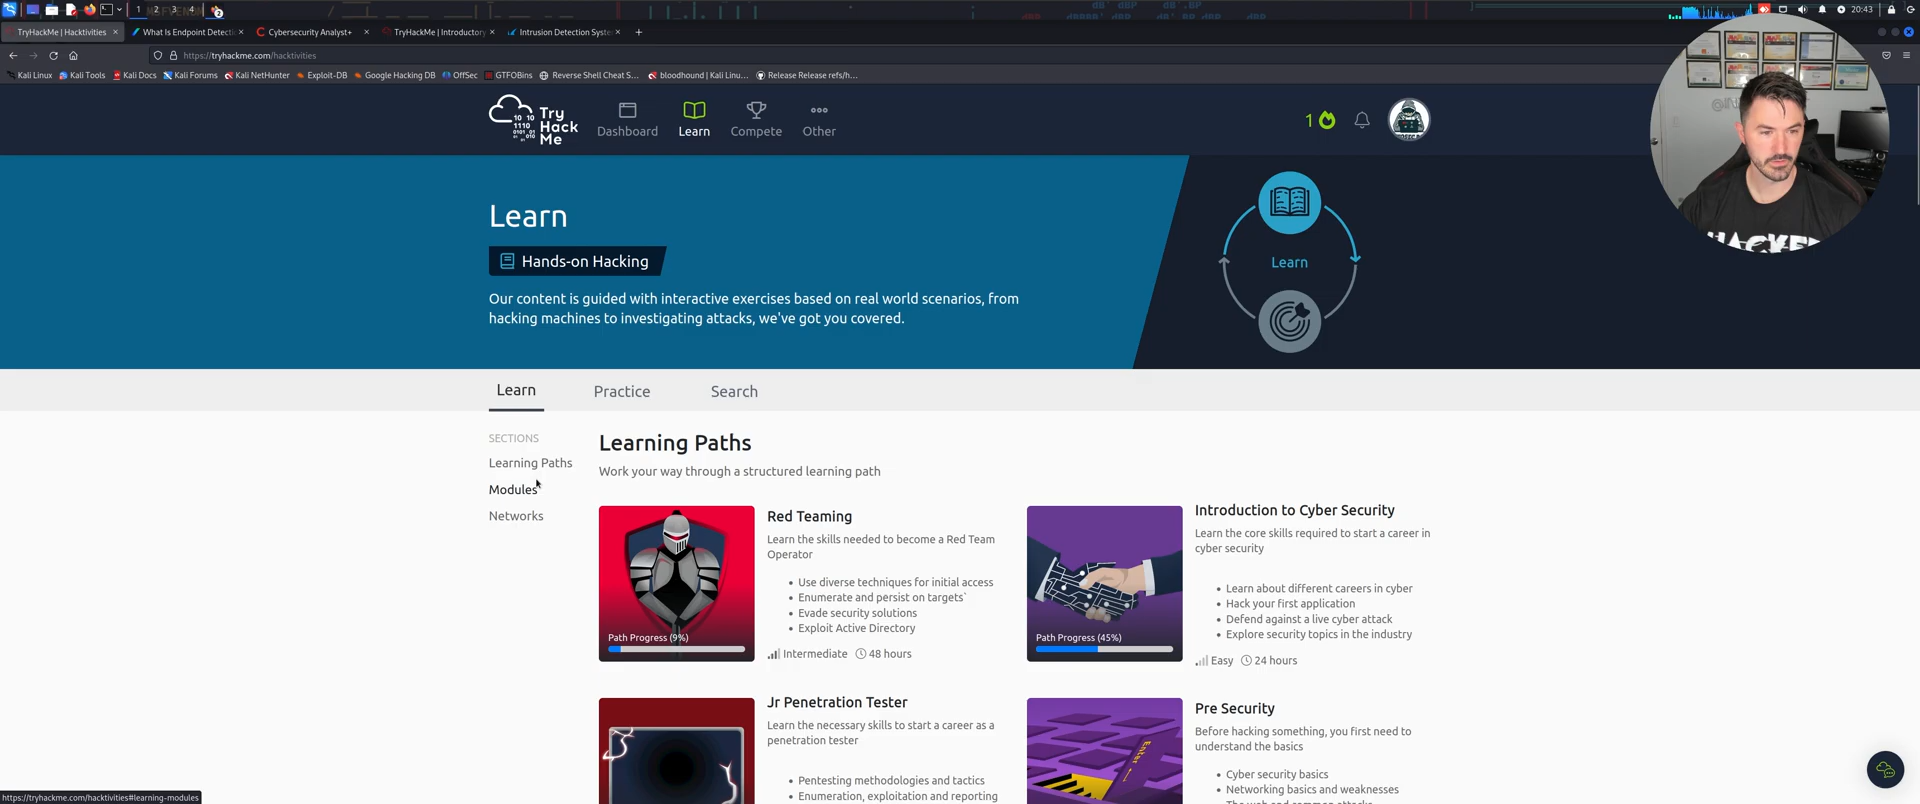 1 2 3 4
20:43
TryHackMe | Hacktivities
What Is Endpoint Detecti
Cybersecurity Analyst+
TryHackMe | Introductory
Intrusion Detection Syste
https://tryhackme.com/hacktivities
Kali Linux Kali Tools Kali Docs Kali Forums Kali NetHunter Exploit-DB Google Hacking DB OffSec GTFOBins Reverse Shell Cheat S... bloodhound | Kali Linu... Release Release refs/h...
Try
Hack
Me
Dashboard
Learn
Compete
Other
1
Learn
Hands-on Hacking
Our content is guided with interactive exercises based on real world scenarios, from
hacking machines to investigating attacks, we've got you covered.
Learn
HACKER
Learn Practice Search
SECTIONS
Learning Paths
Modules
Networks
Learning Paths
Work your way through a structured learning path
Path Progress (9%)
Red Teaming
Learn the skills needed to become a Red Team
Operator
• Use diverse techniques for initial access
• Enumerate and persist on targets`
• Evade security solutions
• Exploit Active Directory
Intermediate 48 hours
Path Progress (45%)
Introduction to Cyber Security
Learn the core skills required to start a career in
cyber security
• Learn about different careers in cyber
• Hack your first application
• Defend against a live cyber attack
• Explore security topics in the industry
Easy 24 hours
Jr Penetration Tester
Learn the necessary skills to start a career as a
penetration tester
• Pentesting methodologies and tactics
• Enumeration, exploitation and reporting
Enter
Pre Security
Before hacking something, you first need to
understand the basics
• Cyber security basics
• Networking basics and weaknesses
• The web and common attacks
https://tryhackme.com/hacktivities#learning-modules